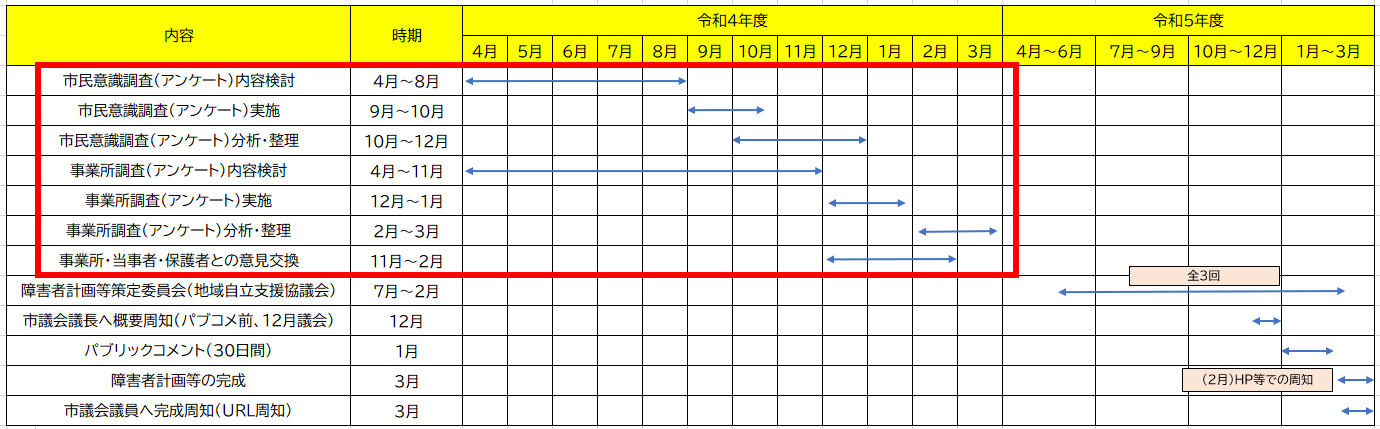 内容 時期 令和4年度 令和5年度
4月 5月 6月 7月 8月 9月 10月 11月 12月 1月 2月 3月 4月～6月 7月～9月 10月～12月 1月～3月
市民意識調査（アンケート）内容検討 4月～8月
市民意識調査（アンケート）実施 9月～10月
市民意識調査（アンケート）分析・整理 10月～12月
事業所調査（アンケート）内容検討 4月～11月
事業所調査（アンケート）実施 12月～1月
事業所調査（アンケート）分析・整理 2月～3月
事業所・当事者・保護者との意見交換 11月～2月
全3回
障害者計画等策定委員会（地域自立支援協議会） 7月～2月
市議会議長へ概要周知（パブコメ前、12月議会） 12月
パブリックコメント（30日間） 1月
障害者計画等の完成 3月 （2月）HP等での周知
市議会議員へ完成周知（URL周知） 3月